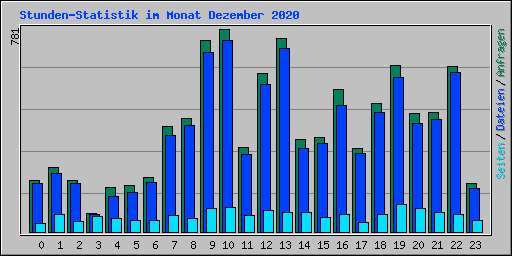 Stunden-Statistik im Monat Dezember 2020
781
Seiten / Dateien / Anfragen
0 1 2 3 4 5 6 7 8 9 10 11 12 13 14 15 16 17 18 19 20 21 22 23